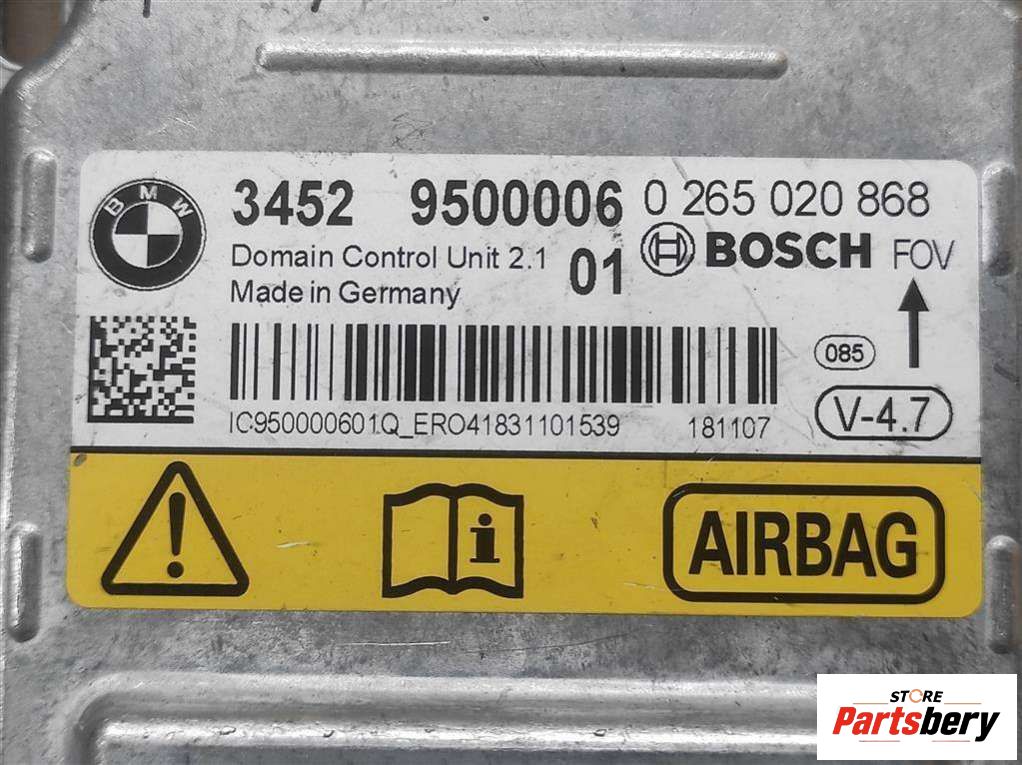 BMW
3452 9500006 0 265 020 868
Domain Control Unit 2.1 01 BOSCH FOV
Made in Germany
085
V-4.7
IC950000601Q_ERO41831101539 181107
AIRBAG
STORE
Partsbery